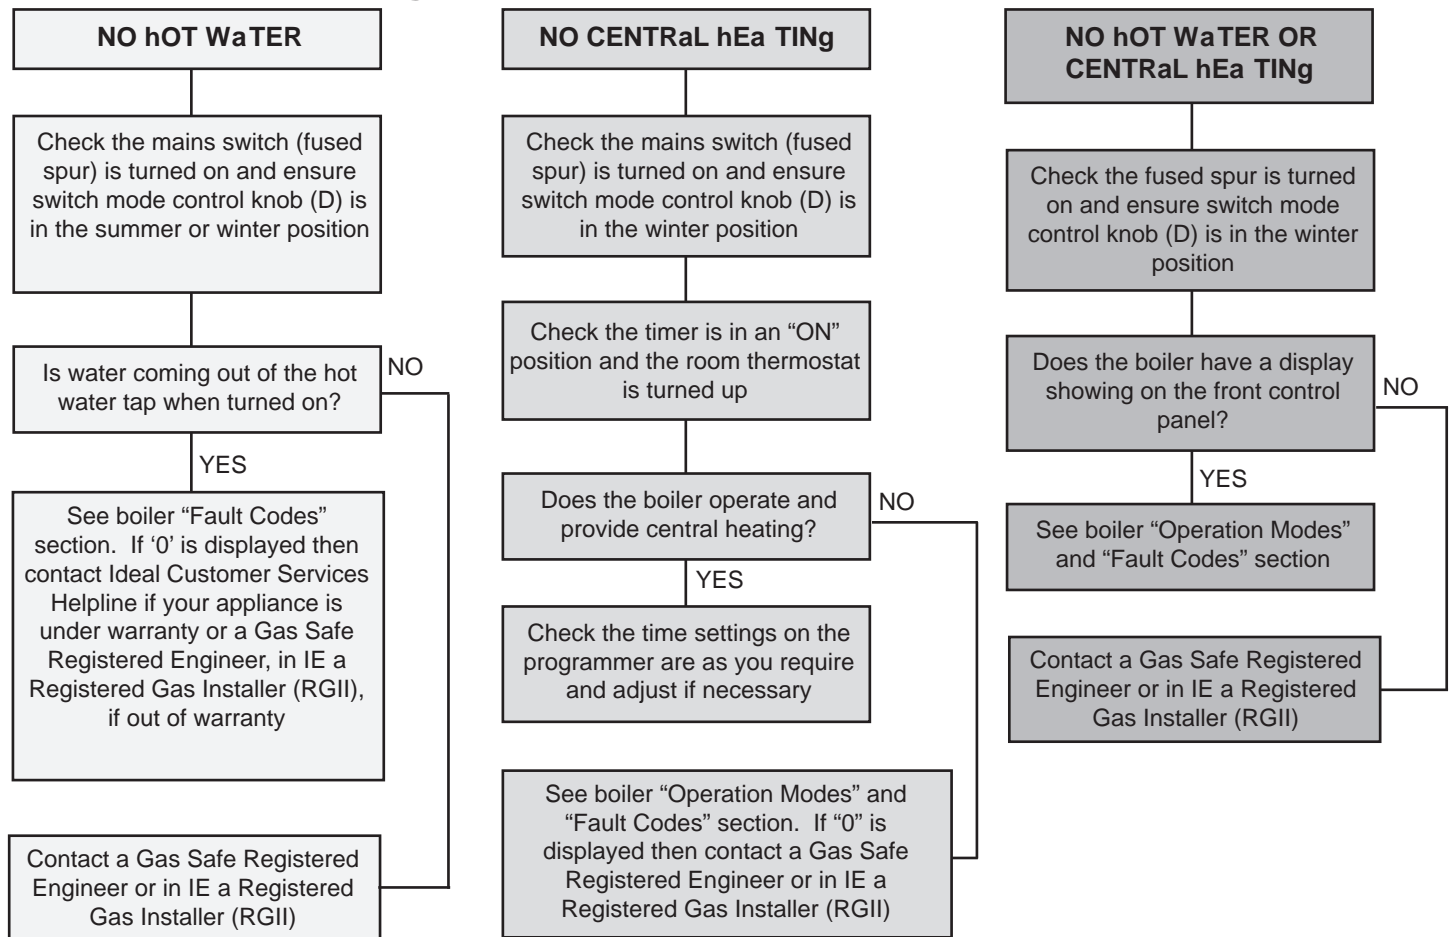 NO hOT WaTER
Check the mains switch (fused
spur) is turned on and ensure
switch mode control knob (D) is
in the summer or winter position
Is water coming out of the hot
water tap when turned on?
NO
YES
See boiler “Fault Codes”
section. If ‘0’ is displayed then
contact Ideal Customer Services
Helpline if your appliance is
under warranty or a Gas Safe
Registered Engineer, in IE a
Registered Gas Installer (RGII),
if out of warranty
Contact a Gas Safe Registered
Engineer or in IE a Registered
Gas Installer (RGII)
NO CENTRaL hEa TINg
Check the mains switch (fused
spur) is turned on and ensure
switch mode control knob (D) is
in the winter position
Check the timer is in an “ON”
position and the room thermostat
is turned up
Does the boiler operate and
provide central heating?
NO
YES
Check the time settings on the
programmer are as you require
and adjust if necessary
See boiler “Operation Modes” and
“Fault Codes” section. If “0” is
displayed then contact a Gas Safe
Registered Engineer or in IE a
Registered Gas Installer (RGII)
NO hOT WaTER OR
CENTRaL hEa TINg
Check the fused spur is turned
on and ensure switch mode
control knob (D) is in the winter
position
Does the boiler have a display
showing on the front control
panel?
NO
YES
See boiler “Operation Modes”
and “Fault Codes” section
Contact a Gas Safe Registered
Engineer or in IE a Registered
Gas Installer (RGII)